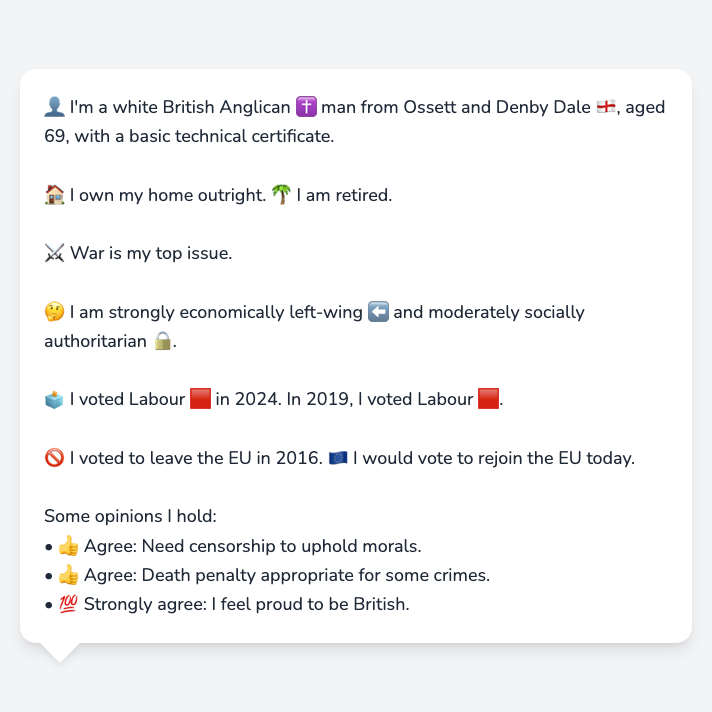 👤 I'm a white British Anglican ✝️ man from Ossett and Denby Dale 🏴󠁧󠁢󠁥󠁮󠁧󠁿, aged
69, with a basic technical certificate.
🏠 I own my home outright. 🌴 I am retired.
⚔️ War is my top issue.
🤔 I am strongly economically left-wing ⬅️ and moderately socially
authoritarian 🔒.
🗳️ I voted Labour 🟥 in 2024. In 2019, I voted Labour 🟥.
🚫 I voted to leave the EU in 2016. 🇪🇺 I would vote to rejoin the EU today.
Some opinions I hold:
• 👍 Agree: Need censorship to uphold morals.
• 👍 Agree: Death penalty appropriate for some crimes.
• 💯 Strongly agree: I feel proud to be British.